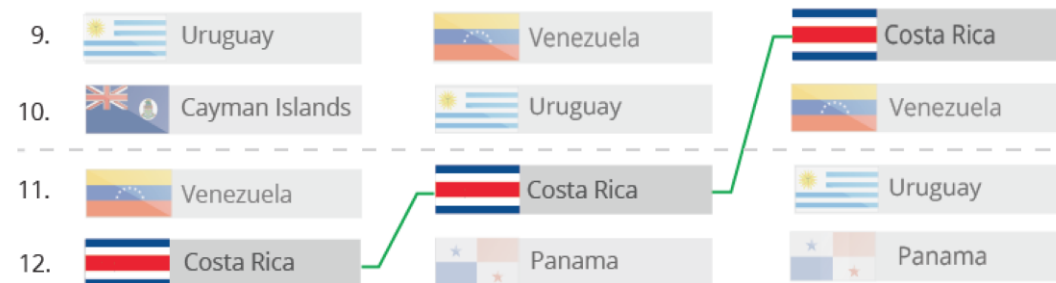 9. Uruguay Venezuela Costa Rica
10. Cayman Islands Uruguay Venezuela
11. Venezuela Costa Rica Uruguay
12. Costa Rica Panama Panama